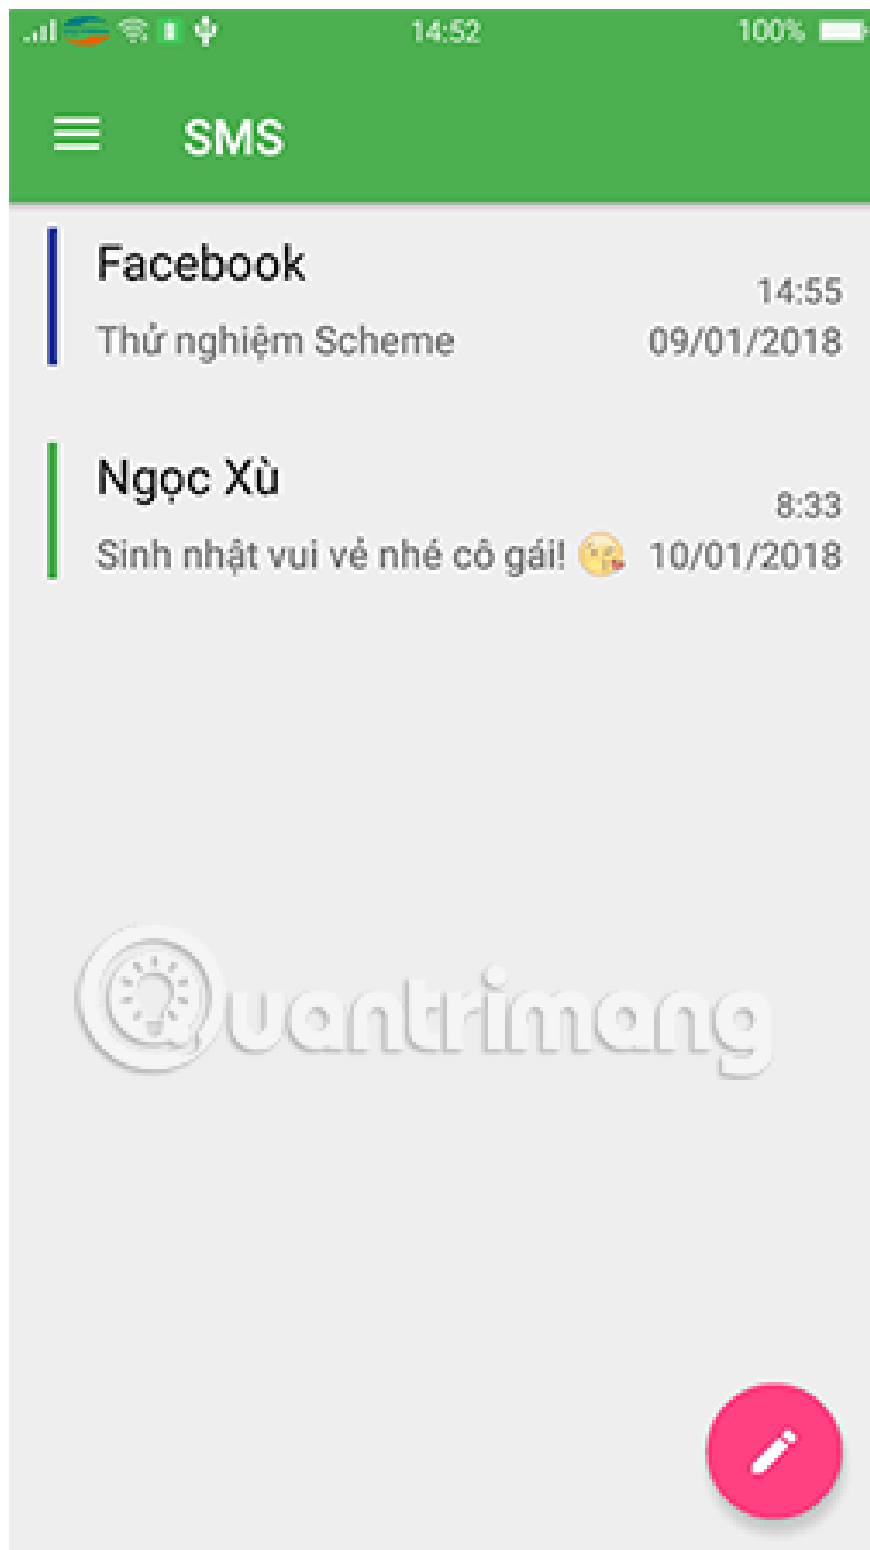 14:52
100%
SMS
Facebook
14:55
Thử nghiệm Scheme
09/01/2018
Ngọc Xù
8:33
Sinh nhật vui vẻ nhé cô gái! 😘
10/01/2018
Quantrimang